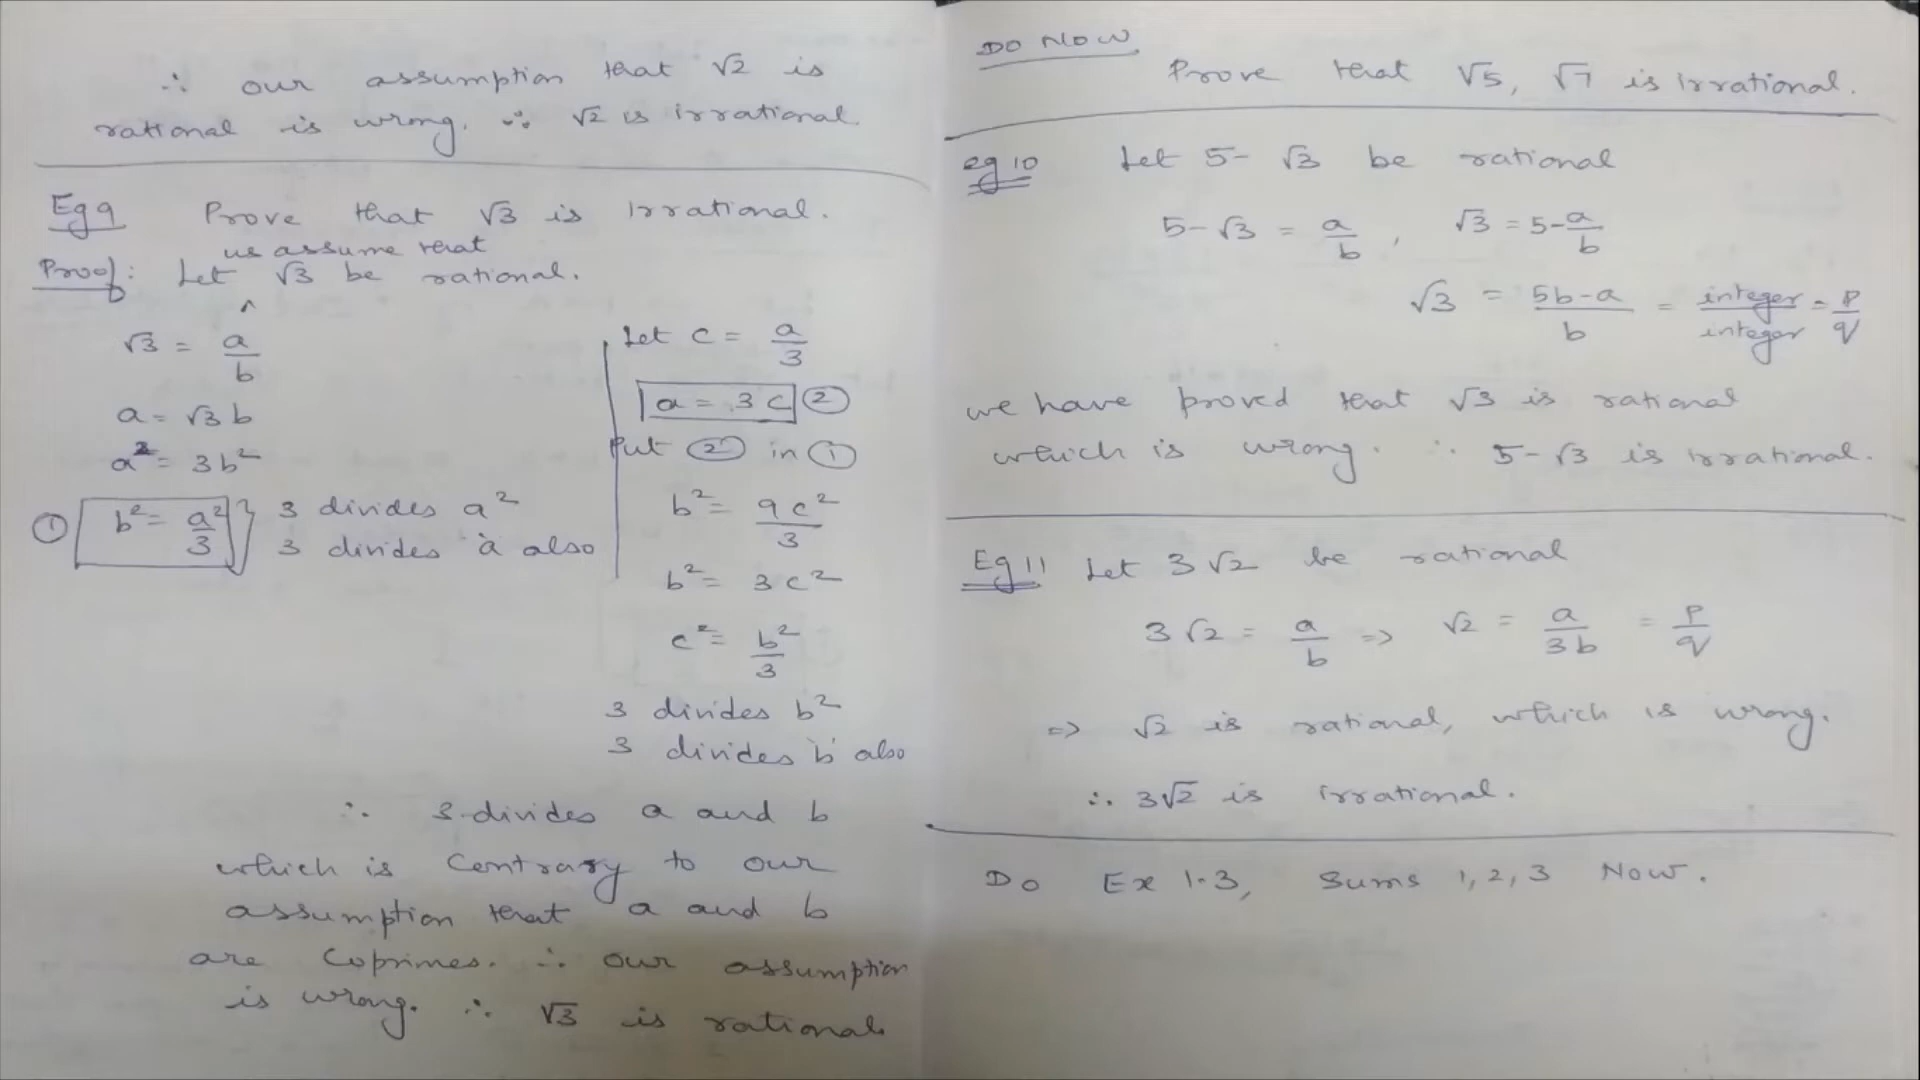 ∴ our assumption that √2 is
rational is wrong. ∴ √2 is irrational
Eg 9 Prove that √3 is irrational.
us assume that
Proof: Let ^ √3 be rational.
√3 = a/b
a = √3 b
a² = 3b²
① b² = a²/3 } 3 divides a²
3 divides 'a' also
Let c = a/3
a = 3c ②
Put ② in ①
b² = 9c²/3
b² = 3c²
c² = b²/3
3 divides b²
3 divides 'b' also
∴ 3 divides a and b
which is contrary to our
assumption that a and b
are coprimes. ∴ our assumption
is wrong. ∴ √3 is rational
DO NOW
Prove that √5, √7 is irrational.
eg 10 Let 5-√3 be rational
5-√3 = a/b, √3 = 5-a/b
√3 = 5b-a/b = integer/integer = p/q
we have proved that √3 is rational
which is wrong. ∴ 5-√3 is irrational.
Eg 11 Let 3√2 be rational
3√2 = a/b => √2 = a/3b = p/q
=> √2 is rational, which is wrong.
∴ 3√2 is irrational.
Do Ex 1.3, Sums 1,2,3 Now.